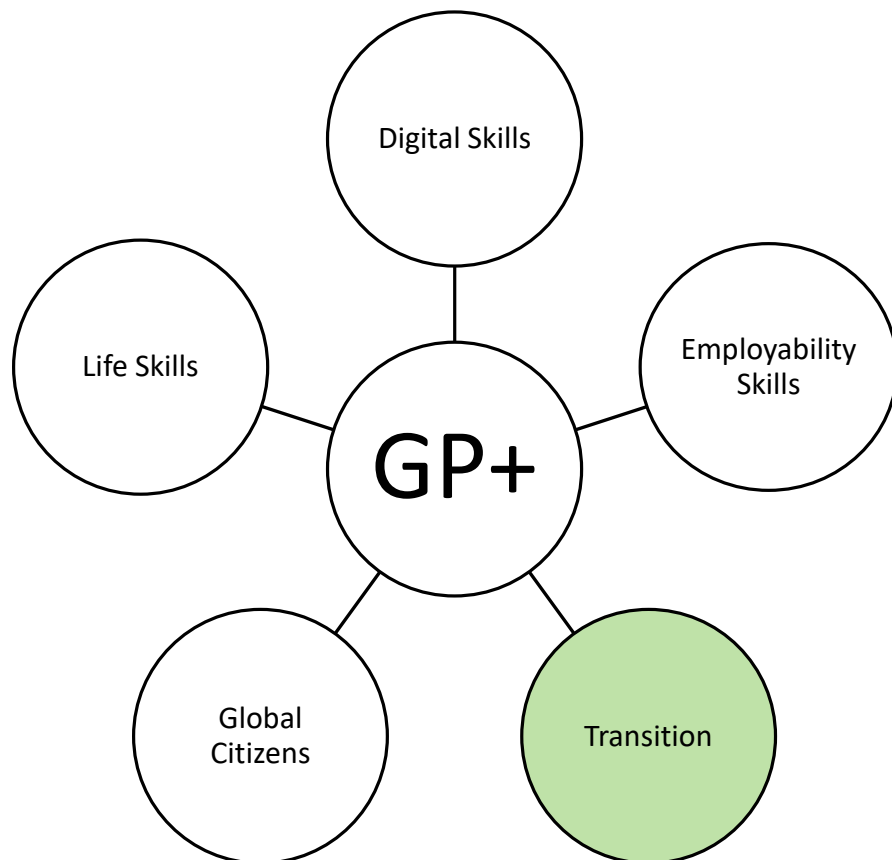 Digital Skills
Life Skills
Employability
Skills
GP+
Global
Citizens
Transition